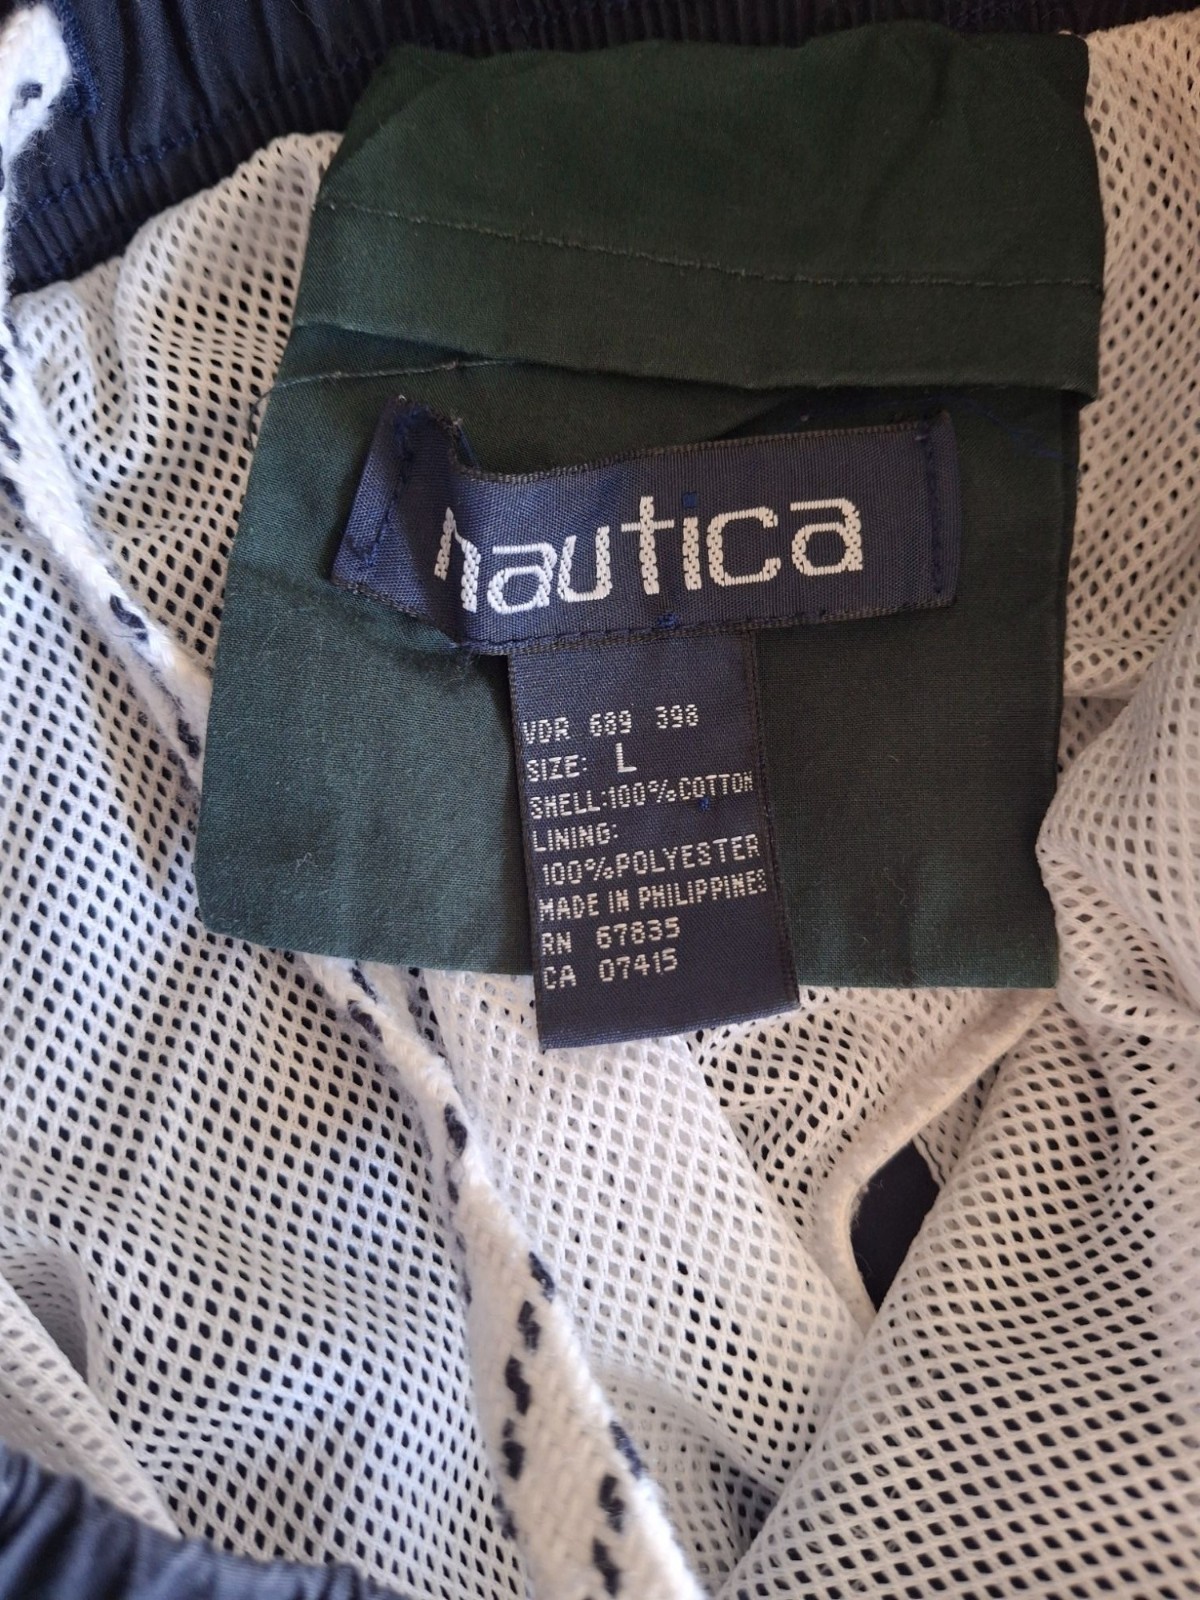 nautica
VDR 689 398
SIZE: L
SHELL:100%COTTON
LINING:
100%POLYESTER
MADE IN PHILIPPINES
RN 67835
CA 07415